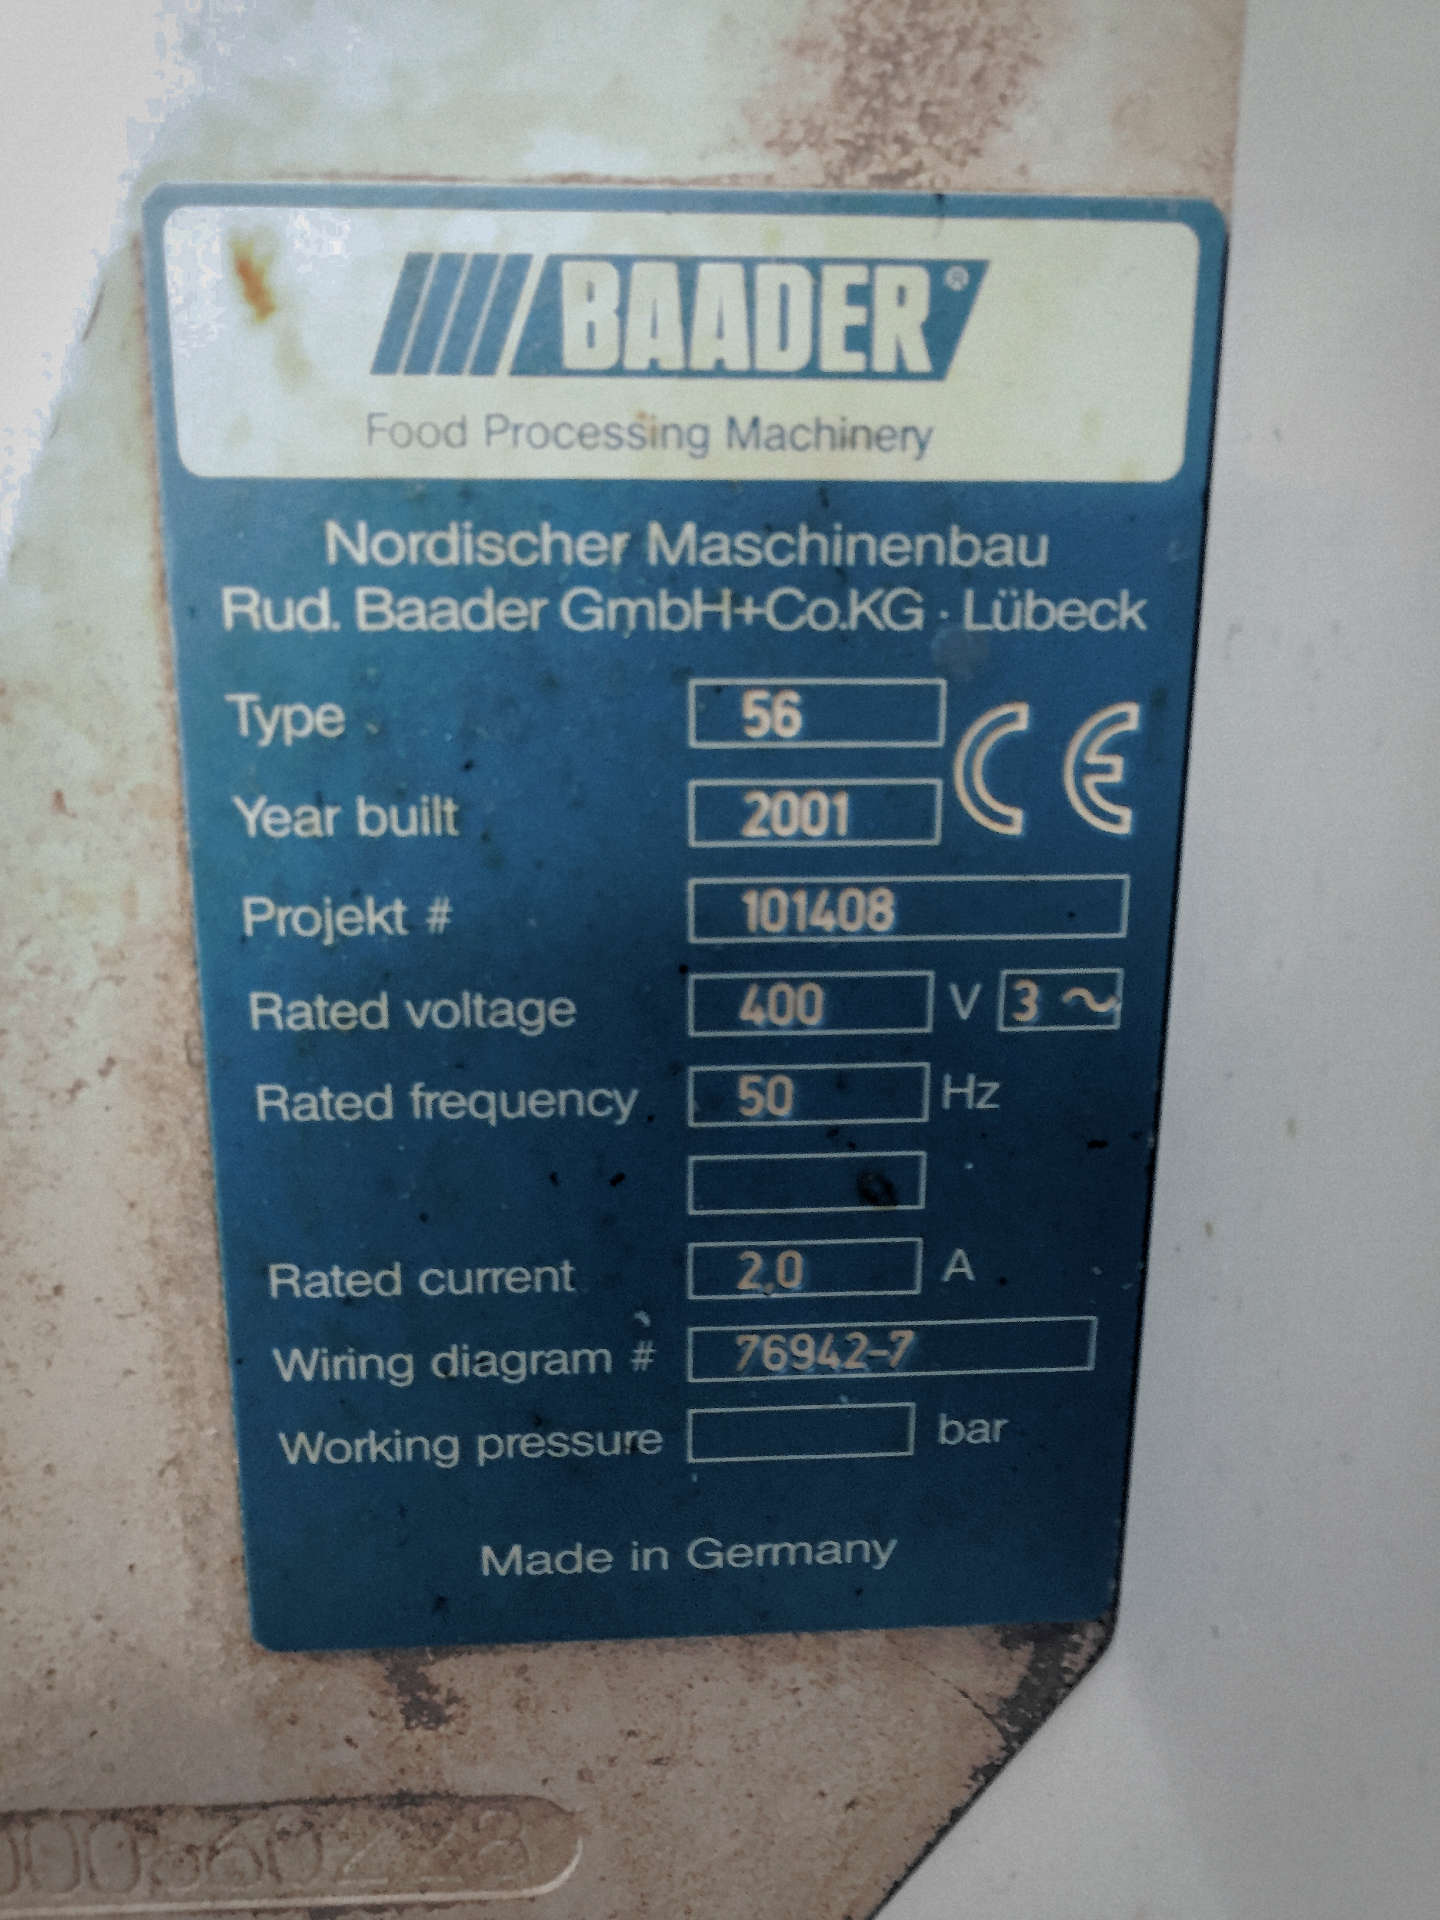 BAADER®
Food Processing Machinery
Nordischer Maschinenbau
Rud. Baader GmbH+Co.KG · Lübeck
Type 56 CE
Year built 2001
Projekt # 101408
Rated voltage 400 V 3 ~
Rated frequency 50 Hz
Rated current 2,0 A
Wiring diagram # 76942-7
Working pressure bar
Made in Germany